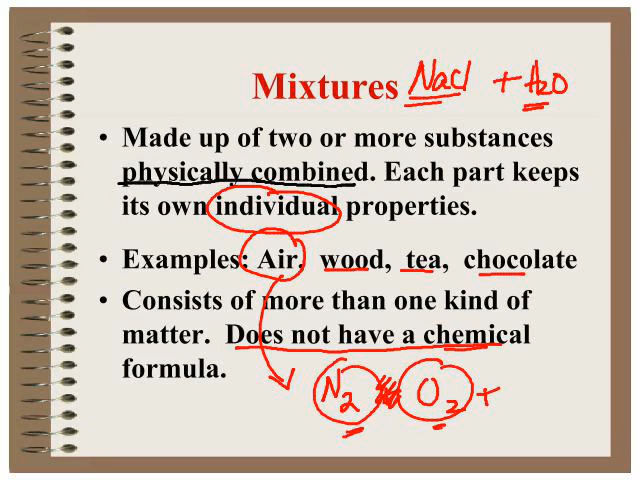 Mixtures NaCl + H2O
• Made up of two or more substances
physically combined. Each part keeps
its own individual properties.
• Examples: Air, wood, tea, chocolate
• Consists of more than one kind of
matter. Does not have a chemical
formula.
N2 O2 +